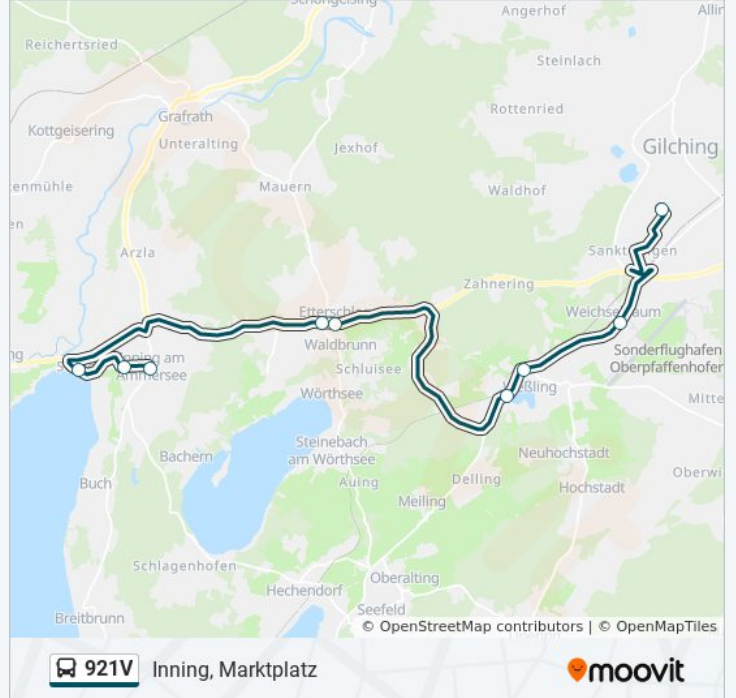 Schöngeising
Angerhof
Reichertsried
Steinlach
Grafrath
Rottenried
Kottgeisering
Unteralting
Jexhof
Gilching
Mauern
Waldhof
Arzla
Zahnering
Waldbrunn
Inning am
Ammersee
Schluisee
Sonderflughafen
Oberpfaffenhofen
Wörthsee
Steinebach
am Wörthsee
Neuhochstadt
Bachern
Auing
Delling
Buch
Hochstadt
Meiling
Schlagenhofen
Oberalting
Hechendorf
Seefeld
Breitbrunn
© OpenStreetMap contributors | © OpenMapTiles
921V Inning, Marktplatz
moovit